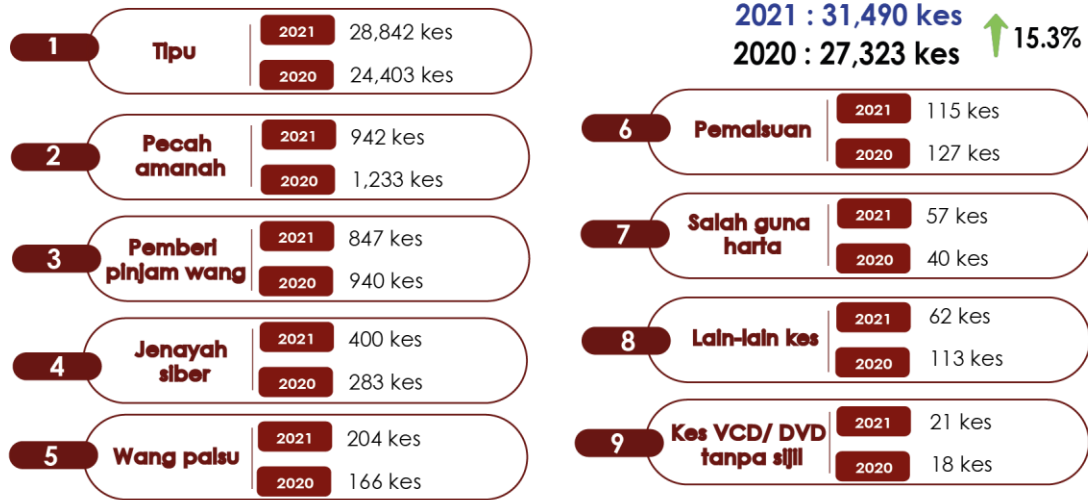 1
Tipu
2021 28,842 kes
2020 24,403 kes
2
Pecah
amanah
2021 942 kes
2020 1,233 kes
3
Pemberi
pinjam wang
2021 847 kes
2020 940 kes
4
Jenayah
siber
2021 400 kes
2020 283 kes
5
Wang palsu
2021 204 kes
2020 166 kes
2021 : 31,490 kes
2020 : 27,323 kes
15.3%
6
Pemalsuan
2021 115 kes
2020 127 kes
7
Salah guna
harta
2021 57 kes
2020 40 kes
8
Lain-lain kes
2021 62 kes
2020 113 kes
9
Kes VCD/ DVD
tanpa sijil
2021 21 kes
2020 18 kes